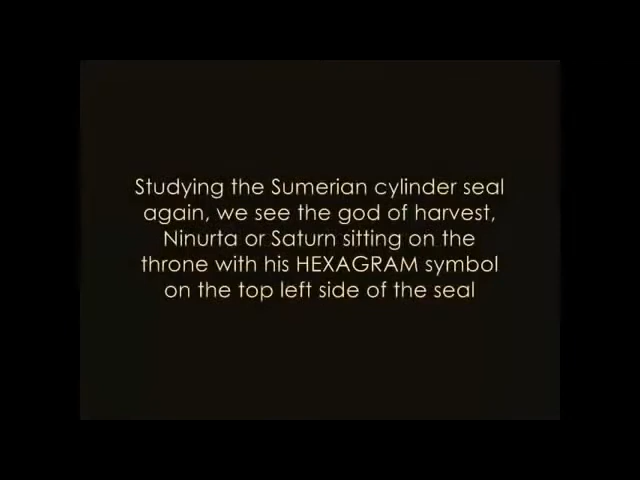 Studying the Sumerian cylinder seal
again, we see the god of harvest,
Ninurta or Saturn sitting on the
throne with his HEXAGRAM symbol
on the top left side of the seal